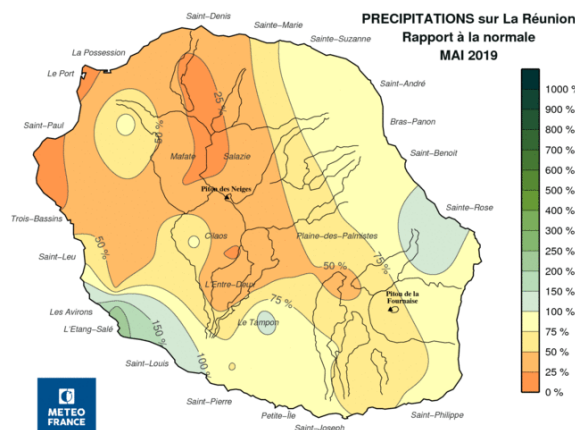 PRECIPITATIONS sur La Réunion
Rapport à la normale
MAI 2019
Saint-Denis
Sainte-Marie
Sainte-Suzanne
La Possession
Le Port
Saint-André
Saint-Paul
Bras-Panon
Saint-Benoit
Mafate
Salazie
Piton des Neiges
Sainte-Rose
Trois-Bassins
Cilaos
Plaine-des-Palmistes
Saint-Leu
L'Entre-Deux
Piton de la
Fournaise
Les Avirons
L'Etang-Salé
Le Tampon
Saint-Louis
Saint-Pierre
Petite-Île
Saint-Joseph
Saint-Philippe
25 %
50 %
50 %
50 %
75 %
75 %
100 %
150 %
1000 %
900 %
800 %
700 %
600 %
500 %
400 %
300 %
250 %
200 %
150 %
100 %
75 %
50 %
25 %
0 %
METEO
FRANCE